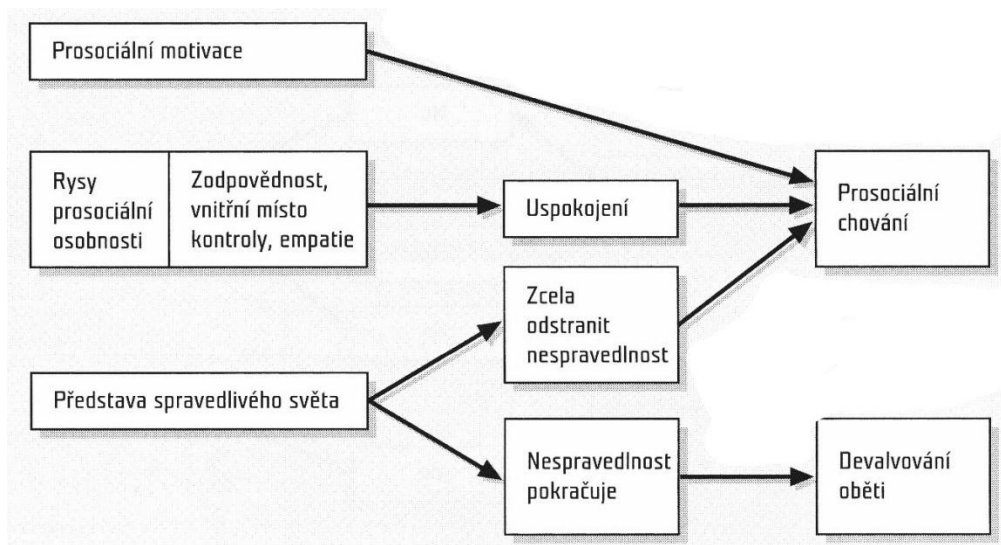 Prosociální motivace
Rysy
prosociální
osobnosti
Zodpovědnost,
vnitřní místo
kontroly, empatie
Uspokojení
Prosociální
chování
Zcela
odstranit
nespravedlnost
Představa spravedlivého světa
Nespravedlnost
pokračuje
Devalvování
oběti